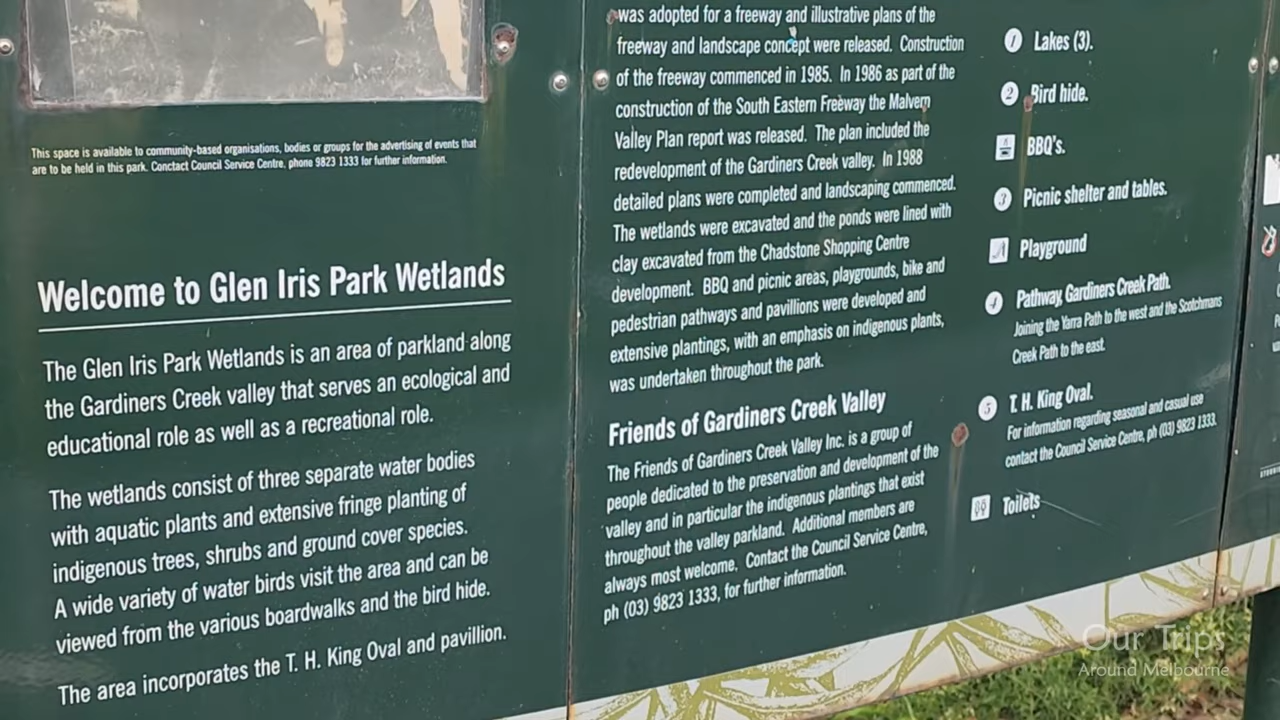 This space is available to community-based organisations, bodies or groups for the advertising of events that
are to be held in this park. Conctact Council Service Centre, phone 9823 1333 for further information.
Welcome to Glen Iris Park Wetlands
The Glen Iris Park Wetlands is an area of parkland along
the Gardiners Creek valley that serves an ecological and
educational role as well as a recreational role.
The wetlands consist of three separate water bodies
with aquatic plants and extensive fringe planting of
indigenous trees, shrubs and ground cover species.
A wide variety of water birds visit the area and can be
viewed from the various boardwalks and the bird hide.
The area incorporates the T. H. King Oval and pavillion.
was adopted for a freeway and illustrative plans of the
freeway and landscape concept were released. Construction
of the freeway commenced in 1985. In 1986 as part of the
construction of the South Eastern Freeway the Malvern
Valley Plan report was released. The plan included the
redevelopment of the Gardiners Creek valley. In 1988
detailed plans were completed and landscaping commenced.
The wetlands were excavated and the ponds were lined with
clay excavated from the Chadstone Shopping Centre
development. BBQ and picnic areas, playgrounds, bike and
pedestrian pathways and pavillions were developed and
extensive plantings, with an emphasis on indigenous plants,
was undertaken throughout the park.
Friends of Gardiners Creek Valley
The Friends of Gardiners Creek Valley Inc. is a group of
people dedicated to the preservation and development of the
valley and in particular the indigenous plantings that exist
throughout the valley parkland. Additional members are
always most welcome. Contact the Council Service Centre,
ph (03) 9823 1333, for further information.
1 Lakes (3).
2 Bird hide.
BBQ's.
3 Picnic shelter and tables.
Playground
4 Pathway, Gardiners Creek Path.
Joining the Yarra Path to the west and the Scotchmans
Creek Path to the east.
5 T. H. King Oval.
For information regarding seasonal and casual use
contact the Council Service Centre, ph (03) 9823 1333.
Toilets
Our Trips
Around Melbourne